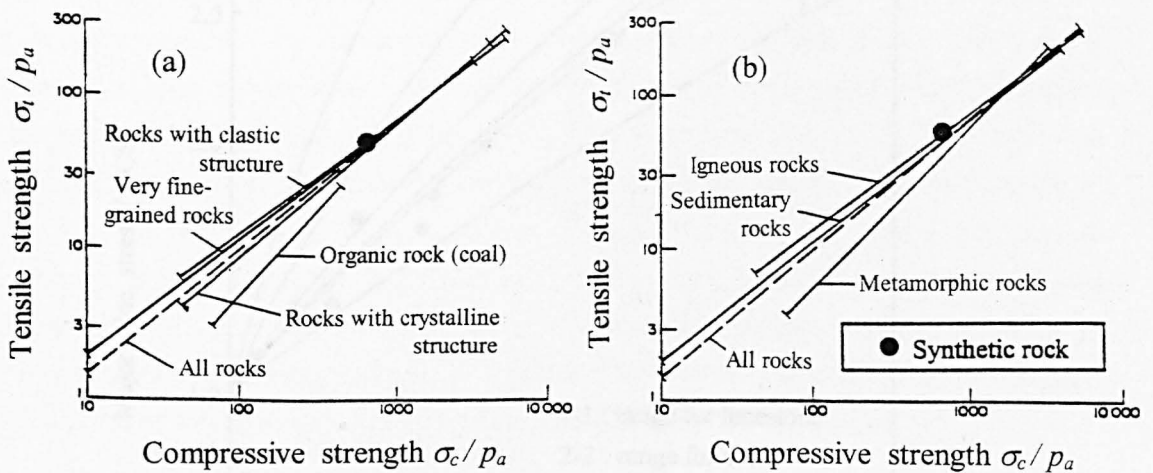 300
100
30
10
3
1
10
100
1000
10 000
(a)
Tensile strength σt/pa
Compressive strength σc/pa
Rocks with clastic
structure
Very fine-
grained rocks
Organic rock (coal)
Rocks with crystalline
structure
All rocks
300
100
30
10
3
1
10
100
1000
10 000
(b)
Tensile strength σt/pa
Compressive strength σc/pa
Igneous rocks
Sedimentary
rocks
Metamorphic rocks
All rocks
Synthetic rock